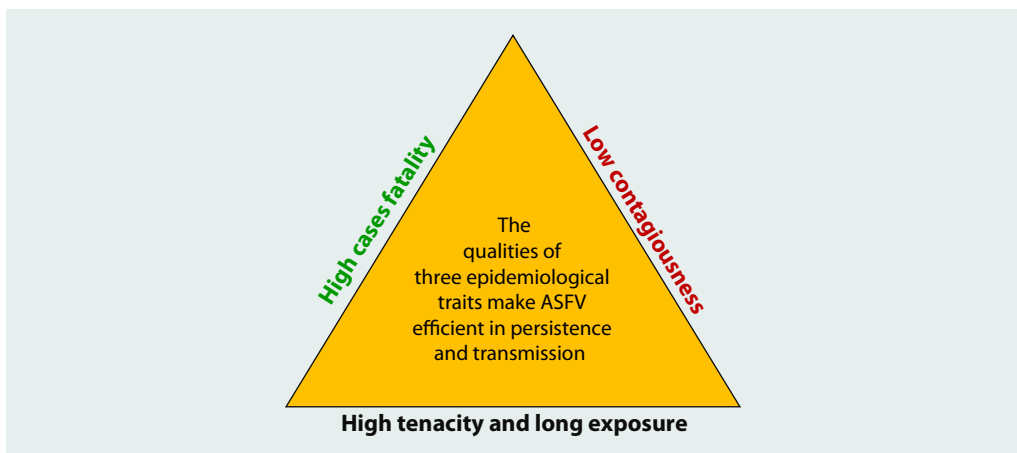 High cases fatality
Low contagiousness
The
qualities of
three epidemiological
traits make ASFV
efficient in persistence
and transmission
High tenacity and long exposure